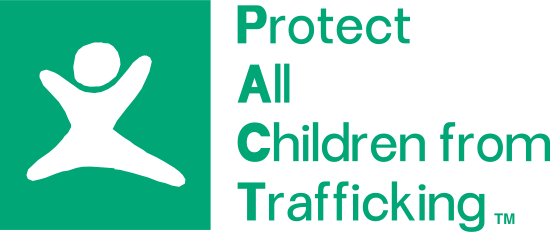 Protect
All
Children from
Trafficking ™